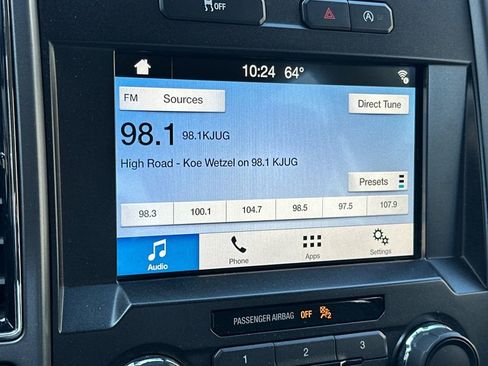 OFF
A
10:24 64°
FM Sources
Direct Tune
98.1 98.1KJUG
High Road - Koe Wetzel on 98.1 KJUG
Presets
98.3 100.1 104.7 98.5 97.5 107.9
Audio Phone Apps Settings
PASSENGER AIRBAG OFF 2
1 2 3